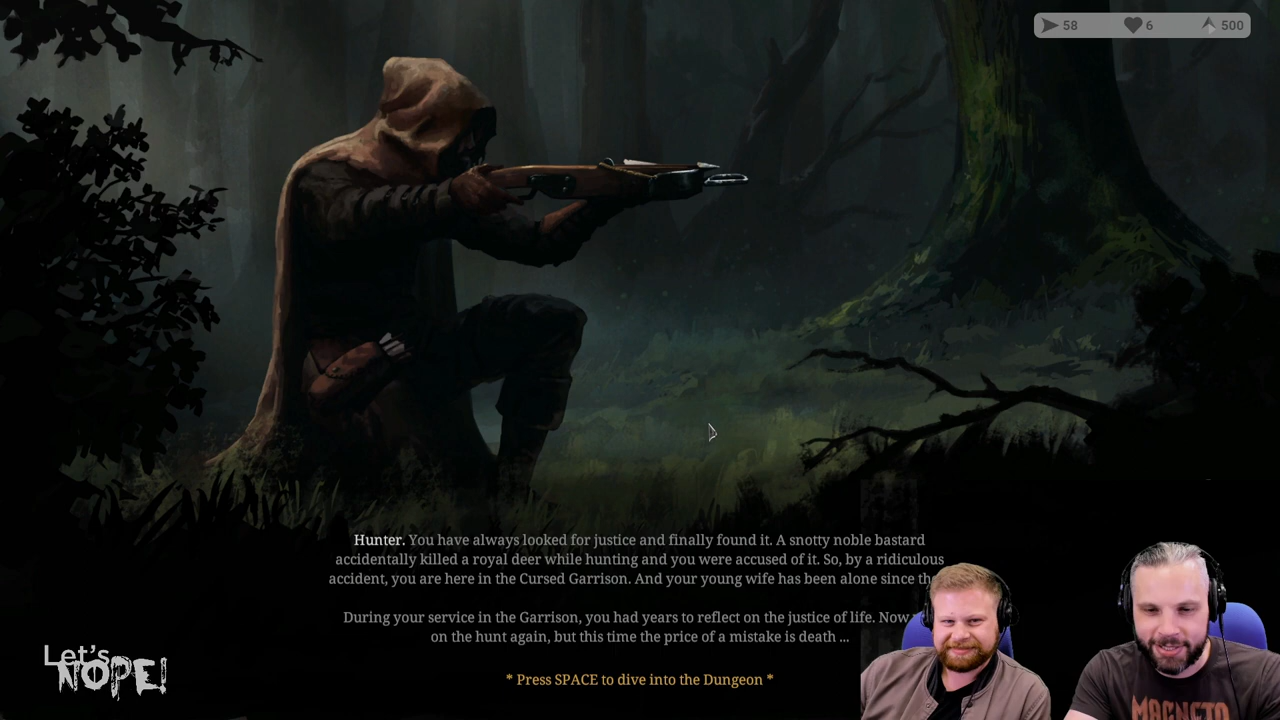 58 6 500
Hunter. You have always looked for justice and finally found it. A snotty noble bastard
accidentally killed a royal deer while hunting and you were accused of it. So, by a ridiculous
accident, you are here in the Cursed Garrison. And your young wife has been alone since
During your service in the Garrison, you had years to reflect on the justice of life. Now
on the hunt again, but this time the price of a mistake is death ...
* Press SPACE to dive into the Dungeon *
Let's
NOPE!
MAGNETO